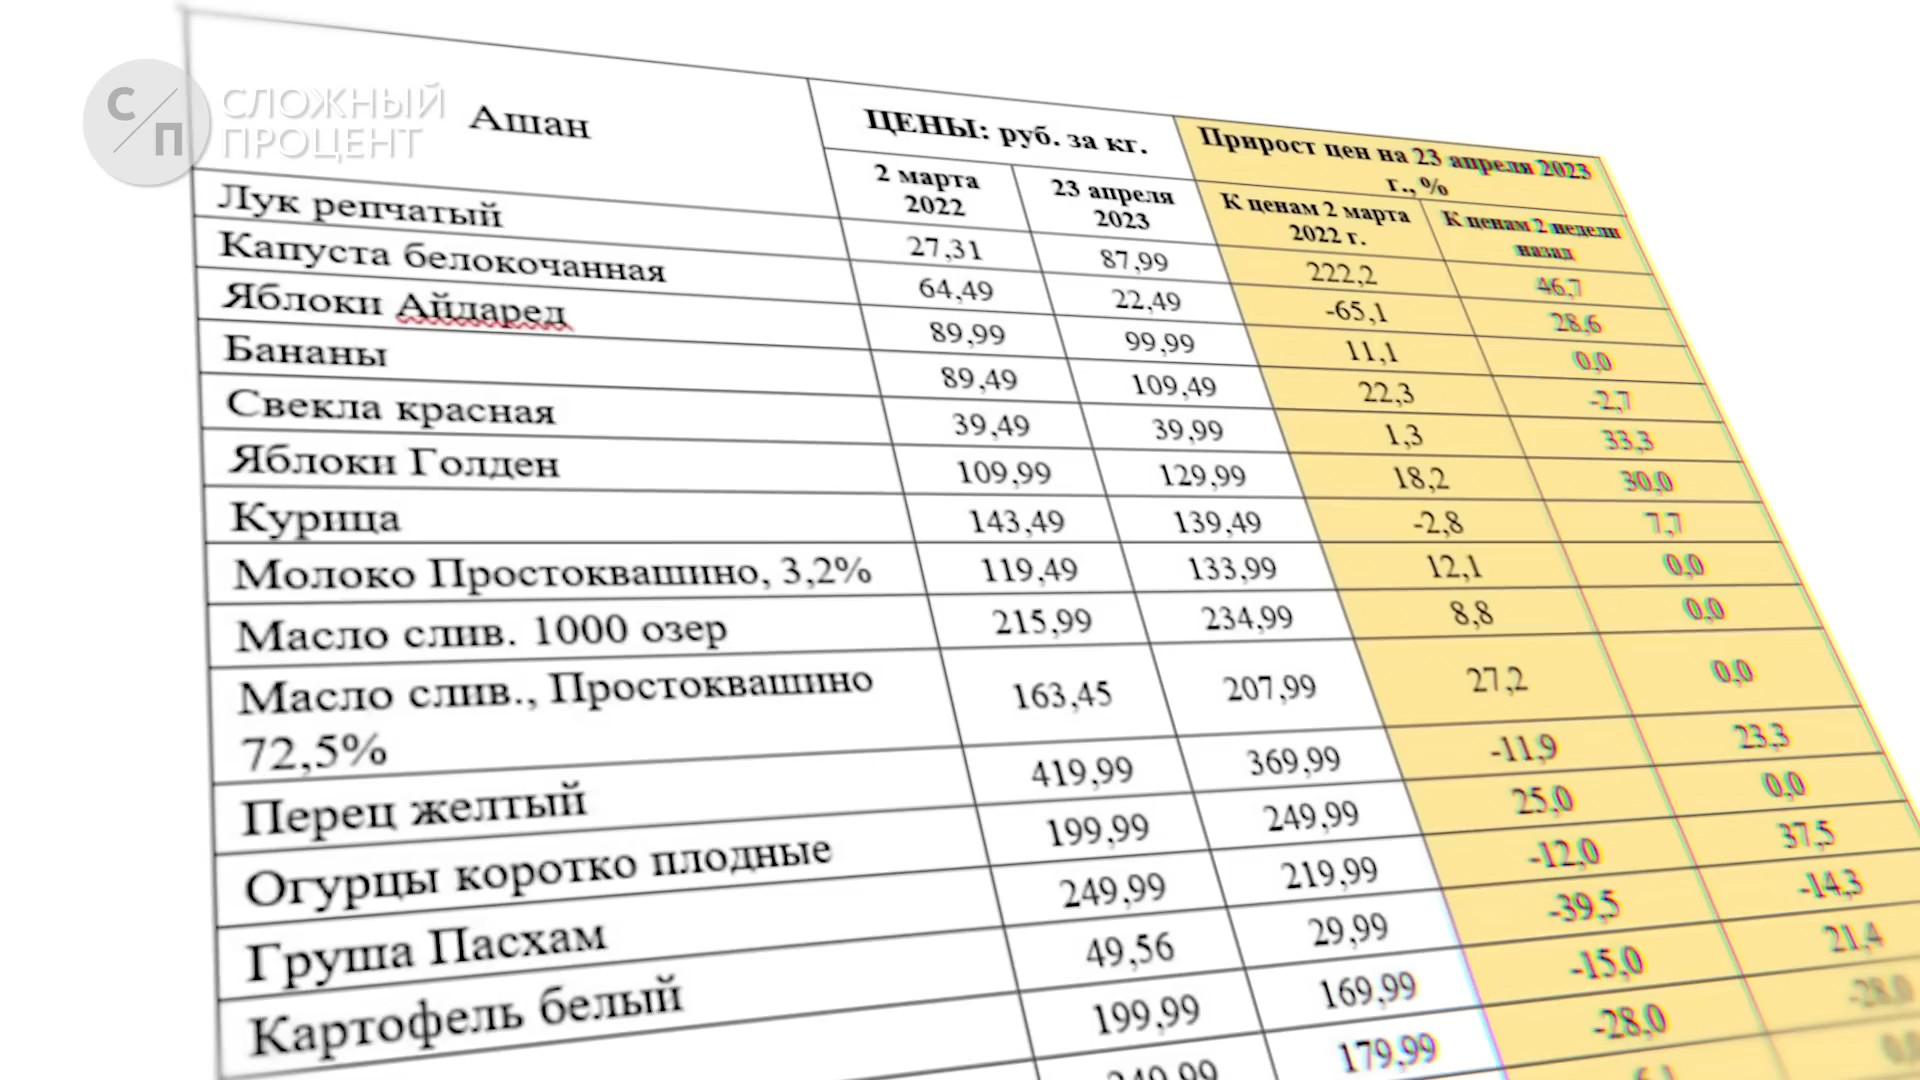 СЛОЖНЫЙ
ПРОЦЕНТ
С/П
Ашан ЦЕНЫ: руб. за кг. Прирост цен на 23 апреля 2023
г., %
2 марта 23 апреля К ценам 2 марта К ценам 2 недели
2022 2023 2022 г. назад
Лук репчатый 27,31 87,99 222,2 46,7
Капуста белокочанная 64,49 22,49 -65,1 28,6
Яблоки Айдаред 89,99 99,99 11,1 0,0
Бананы 89,49 109,49 22,3 -2,7
Свекла красная 39,49 39,99 1,3 33,3
Яблоки Голден 109,99 129,99 18,2 30,0
Курица 143,49 139,49 -2,8 7,7
Молоко Простоквашино, 3,2% 119,49 133,99 12,1 0,0
Масло слив. 1000 озер 215,99 234,99 8,8 0,0
Масло слив., Простоквашино 163,45 207,99 27,2 0,0
72,5%
Перец желтый 419,99 369,99 -11,9 23,3
Огурцы коротко плодные 199,99 249,99 25,0 0,0
Груша Пасхам 249,99 219,99 -12,0 37,5
Картофель белый 49,56 29,99 -39,5 -14,3
199,99 169,99 -15,0 21,4
249,99 179,99 -28,0 -28,0